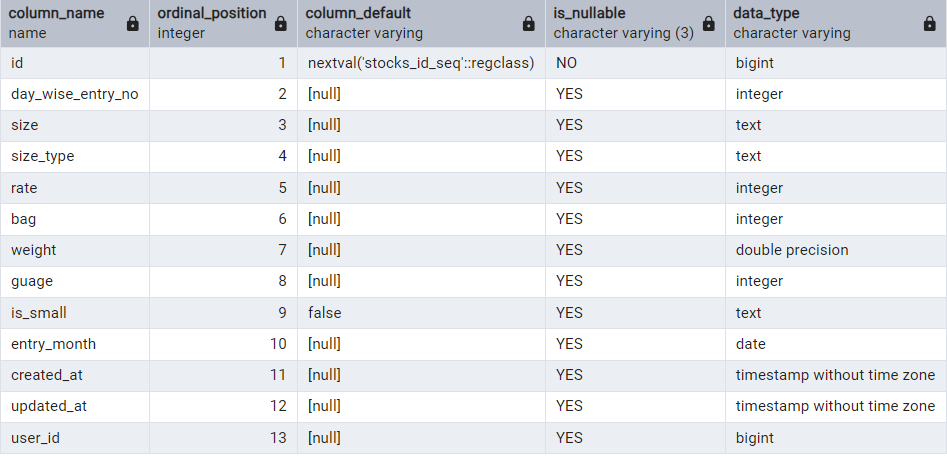 column_name ordinal_position column_default is_nullable data_type
name integer character varying character varying (3) character varying
id 1 nextval('stocks_id_seq'::regclass) NO bigint
day_wise_entry_no 2 [null] YES integer
size 3 [null] YES text
size_type 4 [null] YES text
rate 5 [null] YES integer
bag 6 [null] YES integer
weight 7 [null] YES double precision
guage 8 [null] YES integer
is_small 9 false YES text
entry_month 10 [null] YES date
created_at 11 [null] YES timestamp without time zone
updated_at 12 [null] YES timestamp without time zone
user_id 13 [null] YES bigint